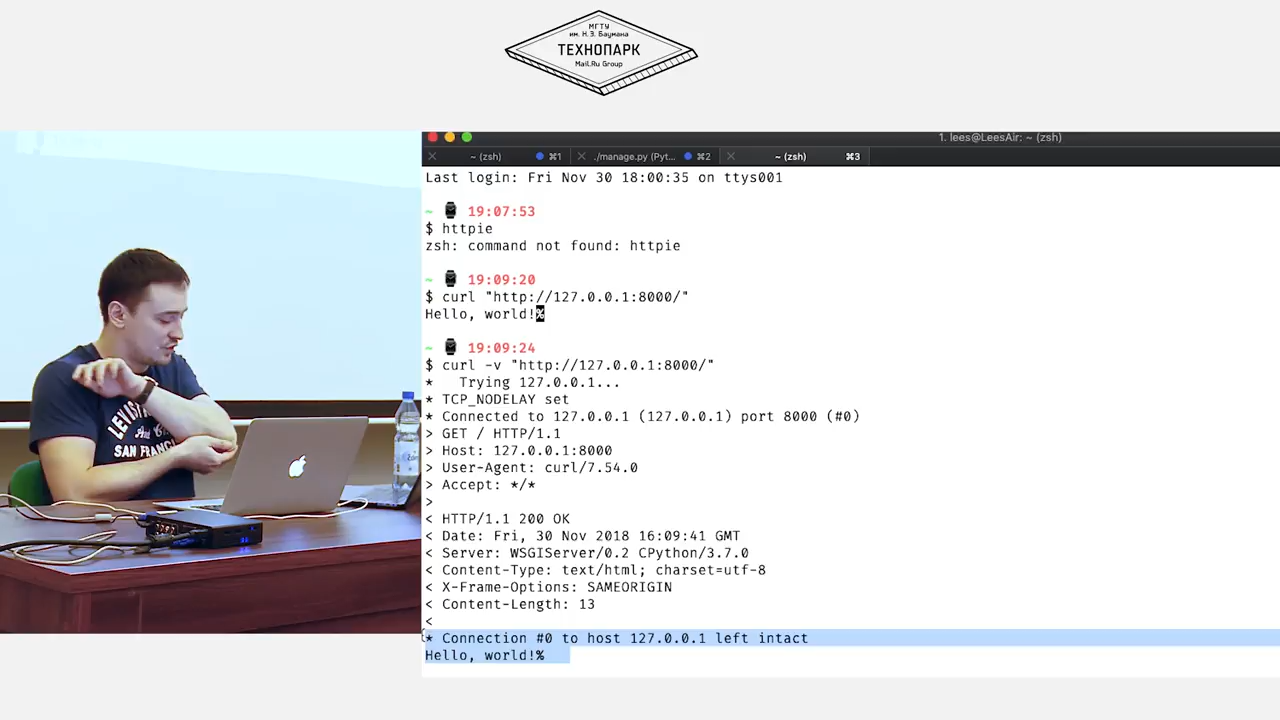 МГТУ
им. Н.Э. Баумана
ТЕХНОПАРК
Mail.Ru Group
1. lees@LeesAir: ~ (zsh)
~ (zsh) ⌘1 ./manage.py (Pyt... ⌘2 ~ (zsh) ⌘3
Last login: Fri Nov 30 18:00:35 on ttys001
~ 19:07:53
$ httpie
zsh: command not found: httpie
~ 19:09:20
$ curl "http://127.0.0.1:8000/"
Hello, world!%
~ 19:09:24
$ curl -v "http://127.0.0.1:8000/"
* Trying 127.0.0.1...
* TCP_NODELAY set
* Connected to 127.0.0.1 (127.0.0.1) port 8000 (#0)
> GET / HTTP/1.1
> Host: 127.0.0.1:8000
> User-Agent: curl/7.54.0
> Accept: */*
>
< HTTP/1.1 200 OK
< Date: Fri, 30 Nov 2018 16:09:41 GMT
< Server: WSGIServer/0.2 CPython/3.7.0
< Content-Type: text/html; charset=utf-8
< X-Frame-Options: SAMEORIGIN
< Content-Length: 13
<
* Connection #0 to host 127.0.0.1 left intact
Hello, world!%
SAN FRANCI